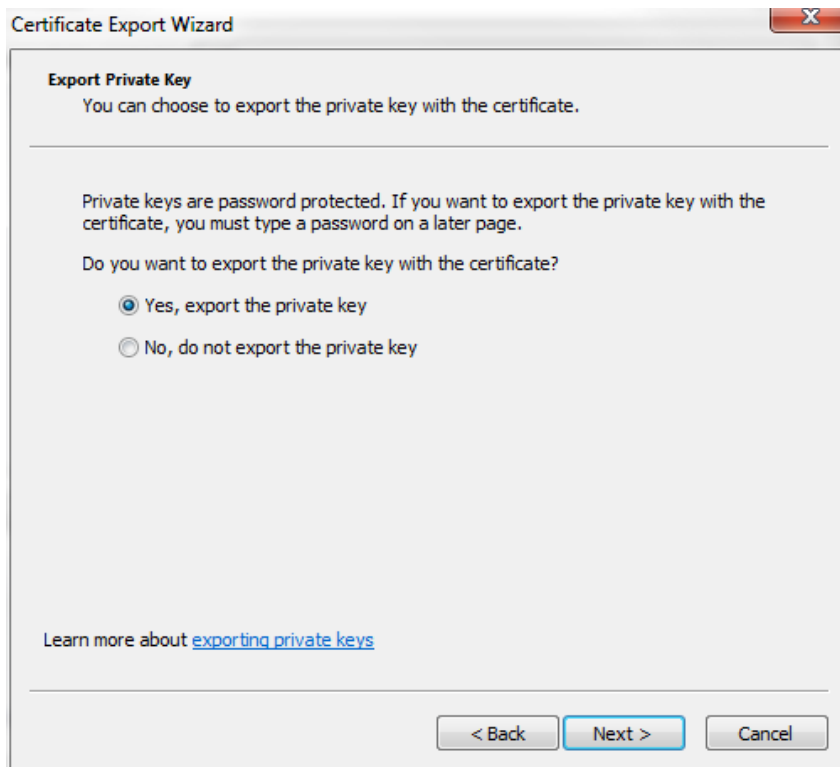 Certificate Export Wizard
Export Private Key
You can choose to export the private key with the certificate.
Private keys are password protected. If you want to export the private key with the
certificate, you must type a password on a later page.
Do you want to export the private key with the certificate?
Yes, export the private key
No, do not export the private key
Learn more about exporting private keys
< Back Next > Cancel